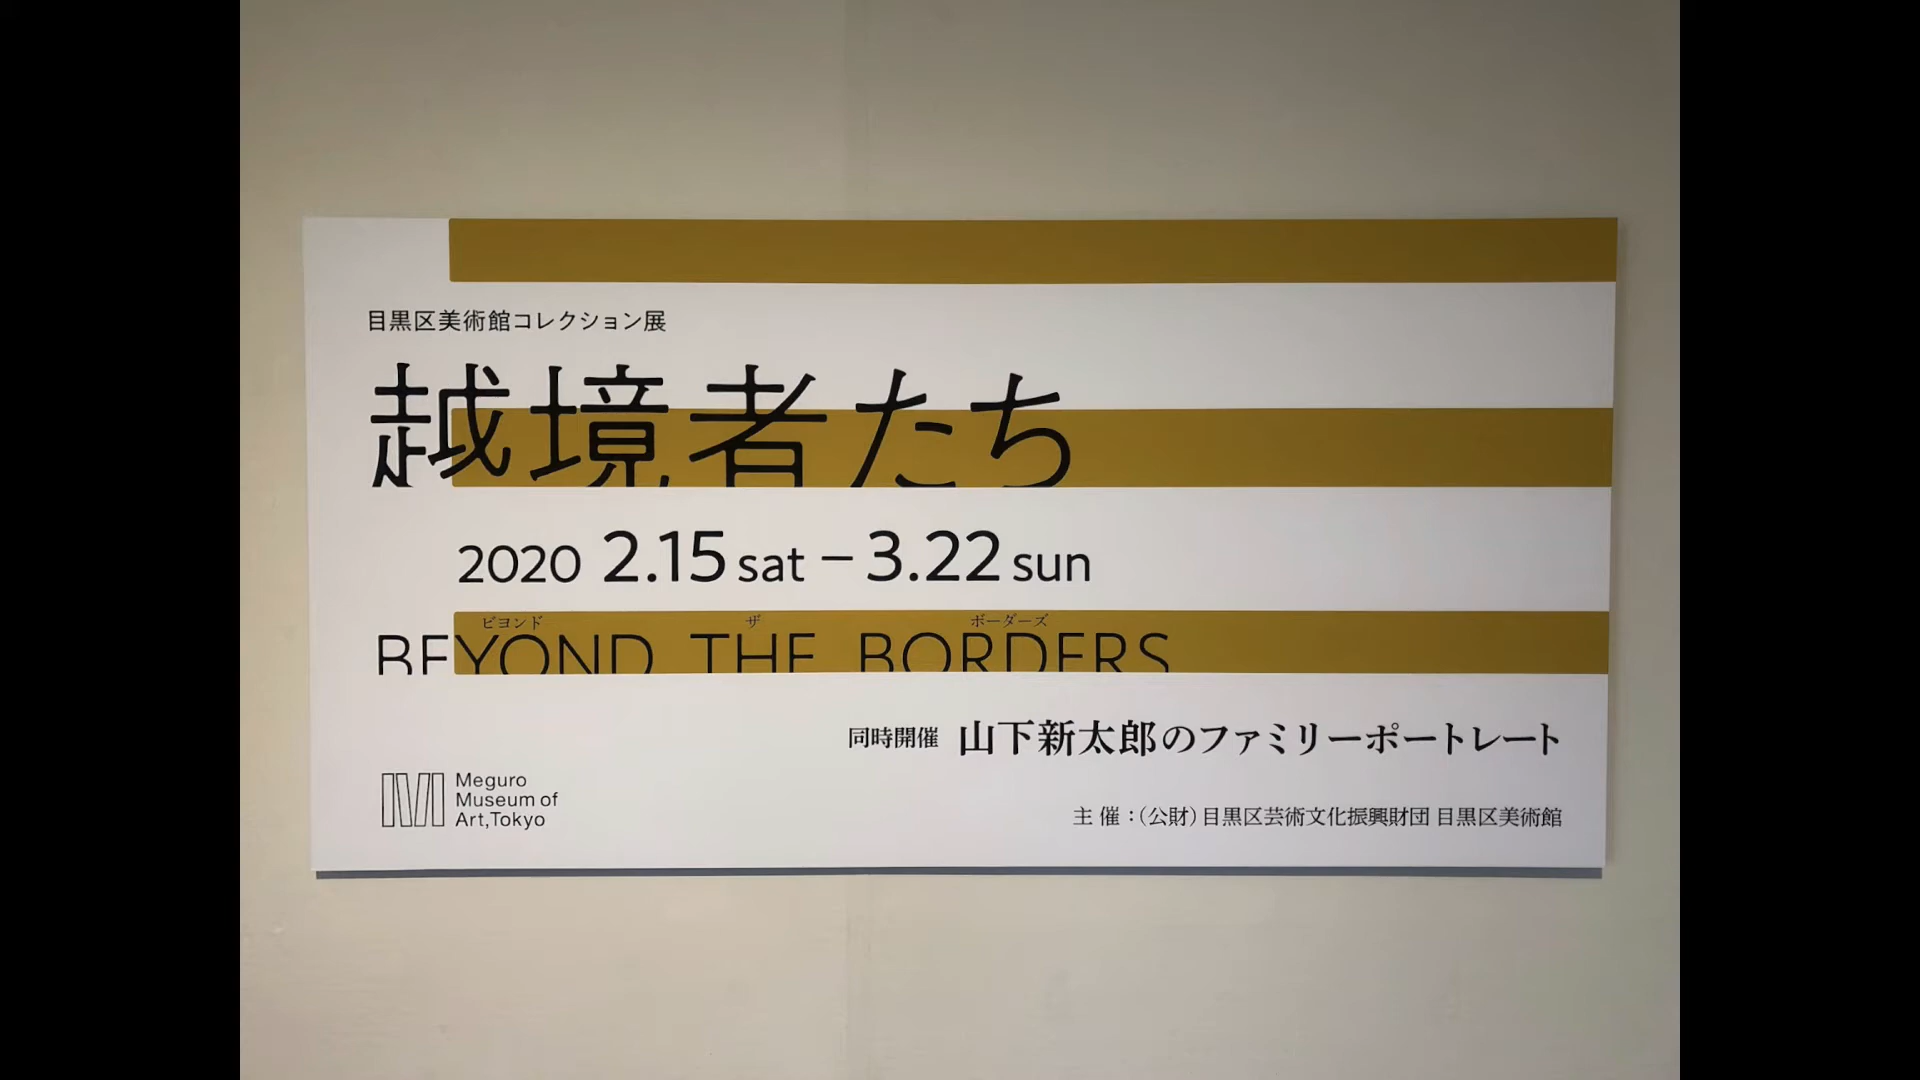 目黒区美術館コレクション展
越境者たち
2020 2.15 sat – 3.22 sun
ビヨンド ザ ボーダーズ
BEYOND THE BORDERS
同時開催 山下新太郎のファミリーポートレート
Meguro
Museum of
Art,Tokyo
主催:(公財)目黒区芸術文化振興財団 目黒区美術館